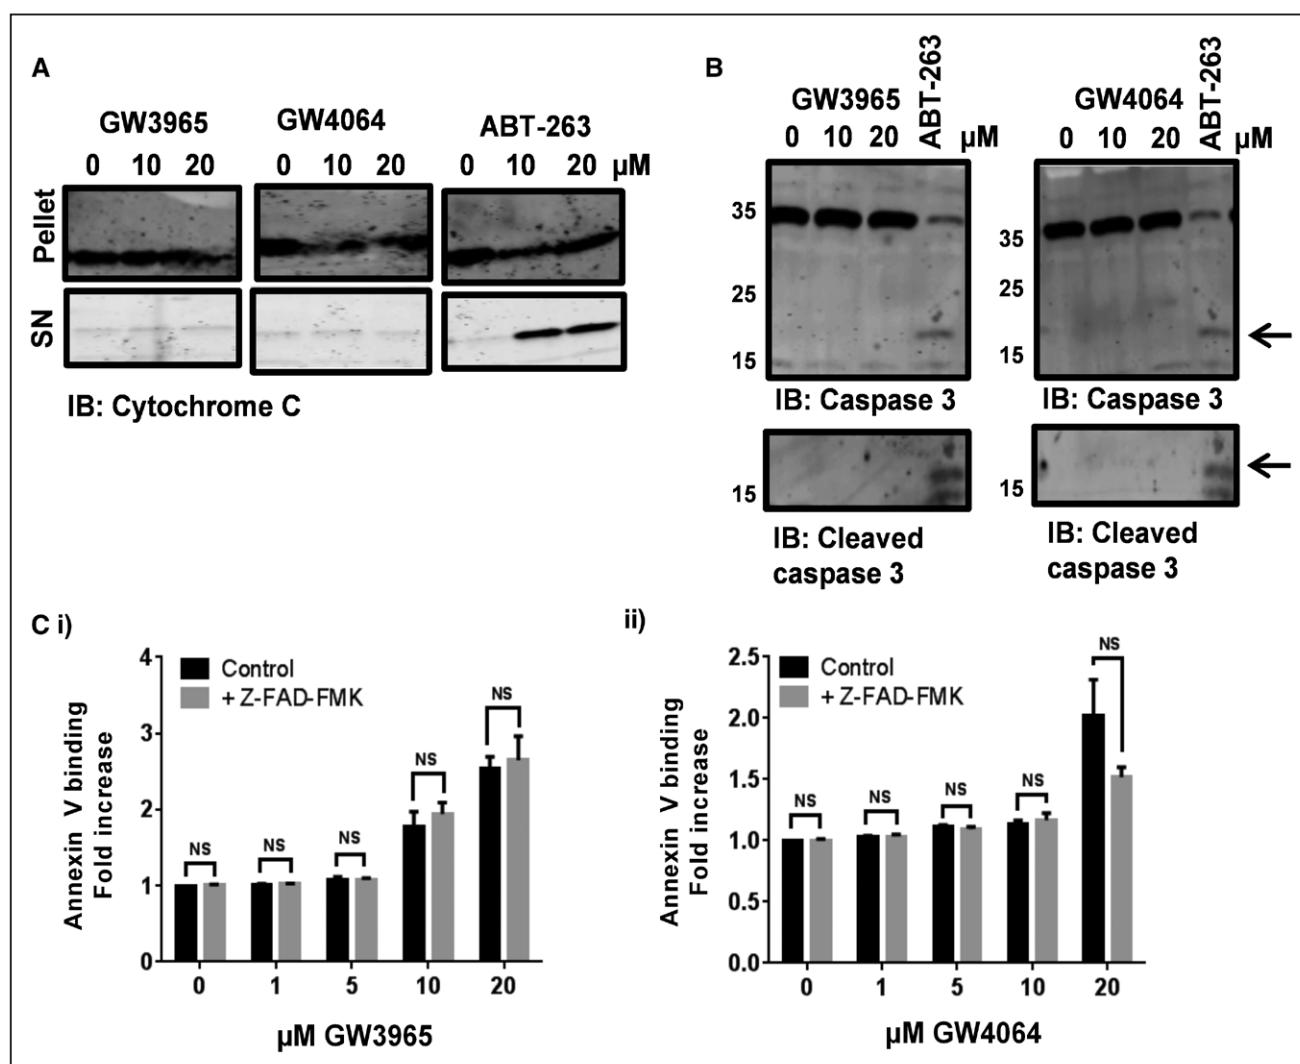 A
GW3965 GW4064 ABT-263
0 10 20 0 10 20 0 10 20 µM
Pellet
SN
IB: Cytochrome C
B
GW3965 ABT-263 GW4064 ABT-263
0 10 20 µM 0 10 20 µM
35
25
15
35
25
15
IB: Caspase 3 IB: Caspase 3
15
15
IB: Cleaved
caspase 3
IB: Cleaved
caspase 3
C i)
Control
+ Z-FAD-FMK
Annexin V binding
Fold increase
4
3
2
1
0
NS NS NS NS NS
0 1 5 10 20
µM GW3965
ii)
Control
+ Z-FAD-FMK
Annexin V binding
Fold increase
2.5
2.0
1.5
1.0
0.5
0.0
NS NS NS NS NS
0 1 5 10 20
µM GW4064